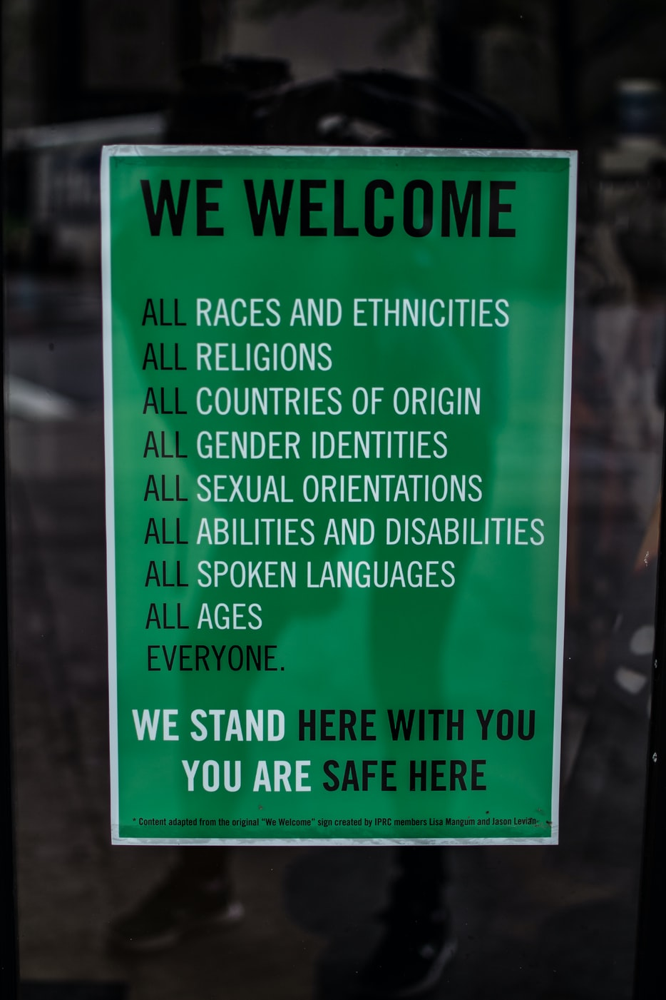 WE WELCOME
ALL RACES AND ETHNICITIES
ALL RELIGIONS
ALL COUNTRIES OF ORIGIN
ALL GENDER IDENTITIES
ALL SEXUAL ORIENTATIONS
ALL ABILITIES AND DISABILITIES
ALL SPOKEN LANGUAGES
ALL AGES
EVERYONE.
WE STAND HERE WITH YOU
YOU ARE SAFE HERE
* Content adapted from the original "We Welcome" sign created by IPRC members Lisa Mangum and Jason Levian